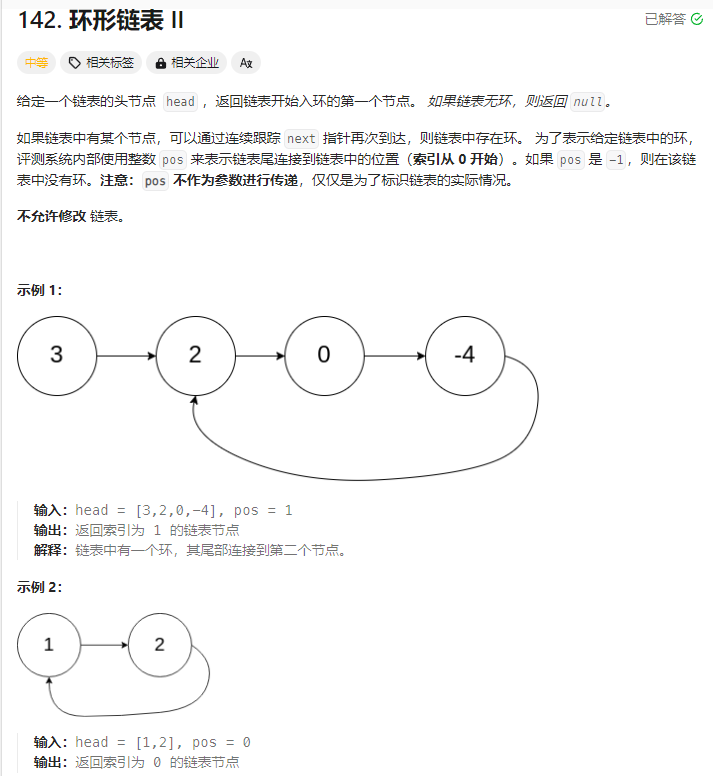 142. 环形链表 II
已解答
中等 相关标签 相关企业 Aあ
给定一个链表的头节点 head ，返回链表开始入环的第一个节点。 如果链表无环，则返回 null。
如果链表中有某个节点，可以通过连续跟踪 next 指针再次到达，则链表中存在环。 为了表示给定链表中的环，
评测系统内部使用整数 pos 来表示链表尾连接到链表中的位置（索引从 0 开始）。如果 pos 是 -1，则在该链
表中没有环。注意：pos 不作为参数进行传递，仅仅是为了标识链表的实际情况。
不允许修改 链表。
示例 1：
3 2 0 -4
输入：head = [3,2,0,-4], pos = 1
输出：返回索引为 1 的链表节点
解释：链表中有一个环，其尾部连接到第二个节点。
示例 2：
1 2
输入：head = [1,2], pos = 0
输出：返回索引为 0 的链表节点